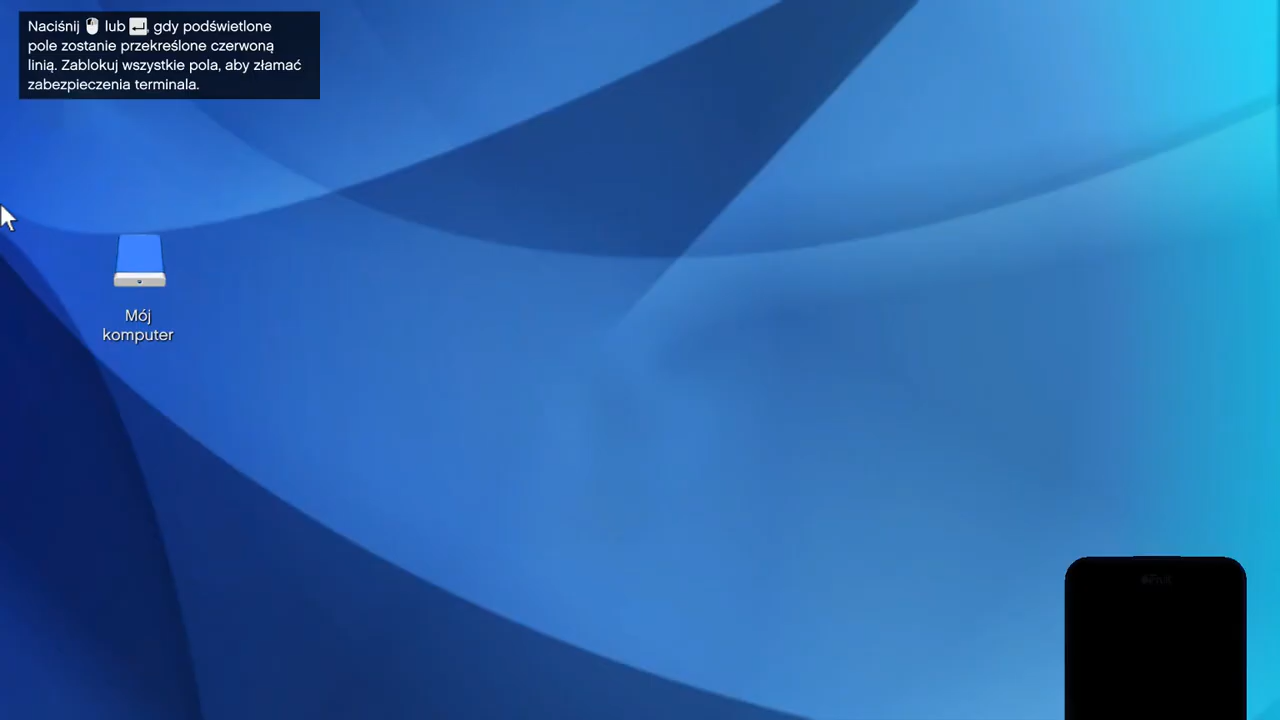 Naciśnij lub , gdy podświetlone
pole zostanie przekreślone czerwoną
linią. Zablokuj wszystkie pola, aby złamać
zabezpieczenia terminala.
Mój
komputer